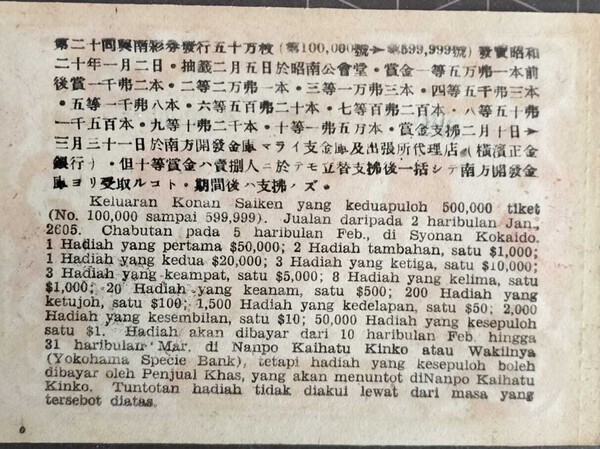 第二十回興南彩券發行五十万枚(第100,000號→第599,999號)發賣昭和
二十年一月二日・抽籤二月五日於昭南公會堂・賞金一等五万弗一本前
後賞一千弗二本・二等二万弗一本・三等一万弗三本・四等五千弗三本
・五等一千弗八本・六等五百弗二十本・七等百弗二百本・八等五十弗
一千五百本・九等十弗二千本・十等一弗五万本・賞金支拂二月十日→
三月三十一日於南方開發金庫マライ支金庫及出張所代理店(橫濱正金
銀行)・但十等賞金ハ賣捌人ニ於テモ立替支拂後一括シテ南方開發金
庫ヨリ受取ルコト・期間後ハ支拂ハズ・
Keluaran Konan Saiken yang keduapuloh 500,000 tiket
(No. 100,000 sampai 599,999). Jualan daripada 2 haribulan Jan.,
2605. Chabutan pada 5 haribulan Feb., di Syonan Kokaido.
1 Hadiah yang pertama $50,000; 2 Hadiah tambahan, satu $1,000;
1 Hadiah yang kedua $20,000; 3 Hadiah yang ketiga, satu $10,000;
3 Hadiah yang keampat, satu $5,000; 8 Hadiah yang kelima, satu
$1,000; 20 Hadiah yang keanam, satu $500; 200 Hadiah yang
ketujoh, satu $100; 1,500 Hadiah yang kedelapan, satu $50; 2,000
Hadiah yang kesembilan, satu $10; 50,000 Hadiah yang kesepuloh
satu $1. Hadiah akan dibayar dari 10 haribulan Feb. hingga
31 haribulan Mar. di Nanpo Kaihatu Kinko atau Wakilnya
(Yokohama Specie Bank), tetapi hadiah yang kesepuloh boleh
dibayar oleh Penjual Khas, yang akan menuntot diNanpo Kaihatu
Kinko. Tuntotan hadiah tidak diakui lewat dari masa yang
tersebot diatas.